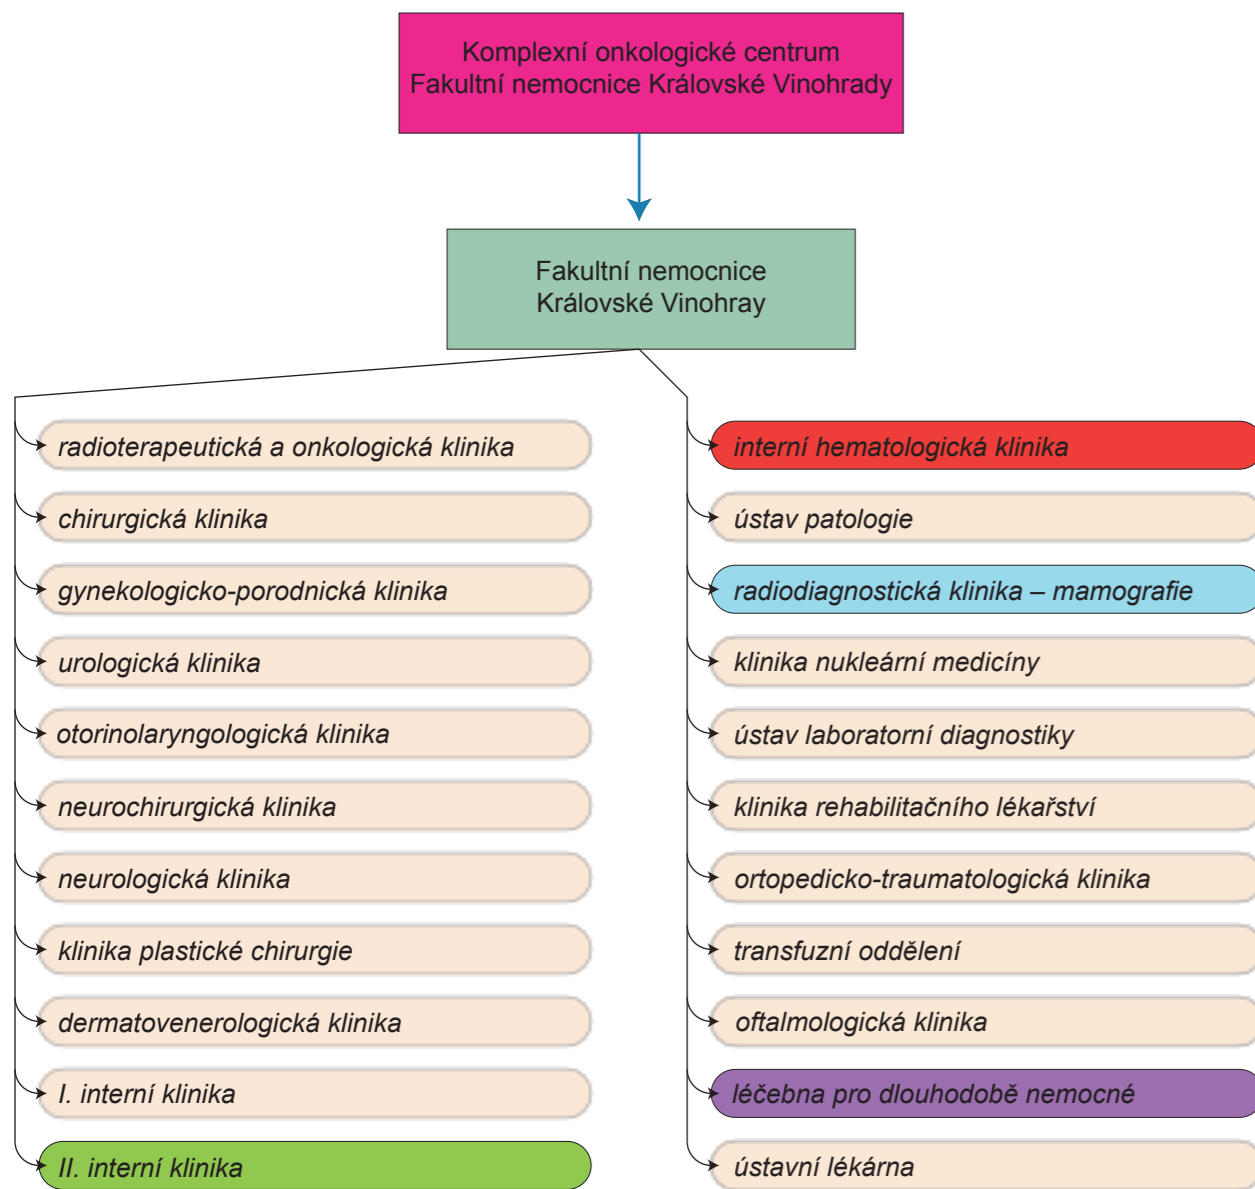 Komplexní onkologické centrum
Fakultní nemocnice Královské Vinohrady
Fakultní nemocnice
Královské Vinohray
radioterapeutická a onkologická klinika
chirurgická klinika
gynekologicko-porodnická klinika
urologická klinika
otorinolaryngologická klinika
neurochirurgická klinika
neurologická klinika
klinika plastické chirurgie
dermatovenerologická klinika
I. interní klinika
II. interní klinika
interní hematologická klinika
ústav patologie
radiodiagnostická klinika – mamografie
klinika nukleární medicíny
ústav laboratorní diagnostiky
klinika rehabilitačního lékařství
ortopedicko-traumatologická klinika
transfuzní oddělení
oftalmologická klinika
léčebna pro dlouhodobě nemocné
ústavní lékárna